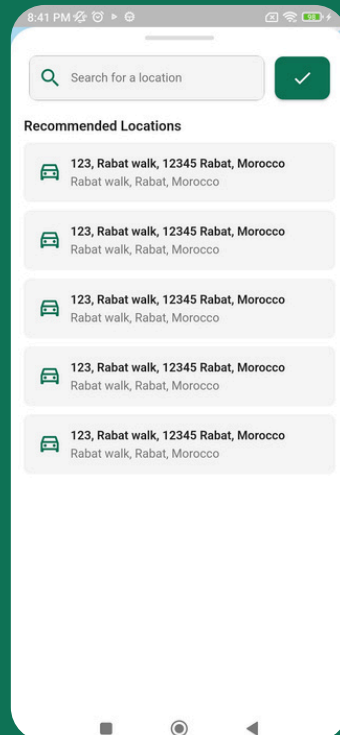 8:41 PM
98
Search for a location
Recommended Locations
123, Rabat walk, 12345 Rabat, Morocco
Rabat walk, Rabat, Morocco
123, Rabat walk, 12345 Rabat, Morocco
Rabat walk, Rabat, Morocco
123, Rabat walk, 12345 Rabat, Morocco
Rabat walk, Rabat, Morocco
123, Rabat walk, 12345 Rabat, Morocco
Rabat walk, Rabat, Morocco
123, Rabat walk, 12345 Rabat, Morocco
Rabat walk, Rabat, Morocco